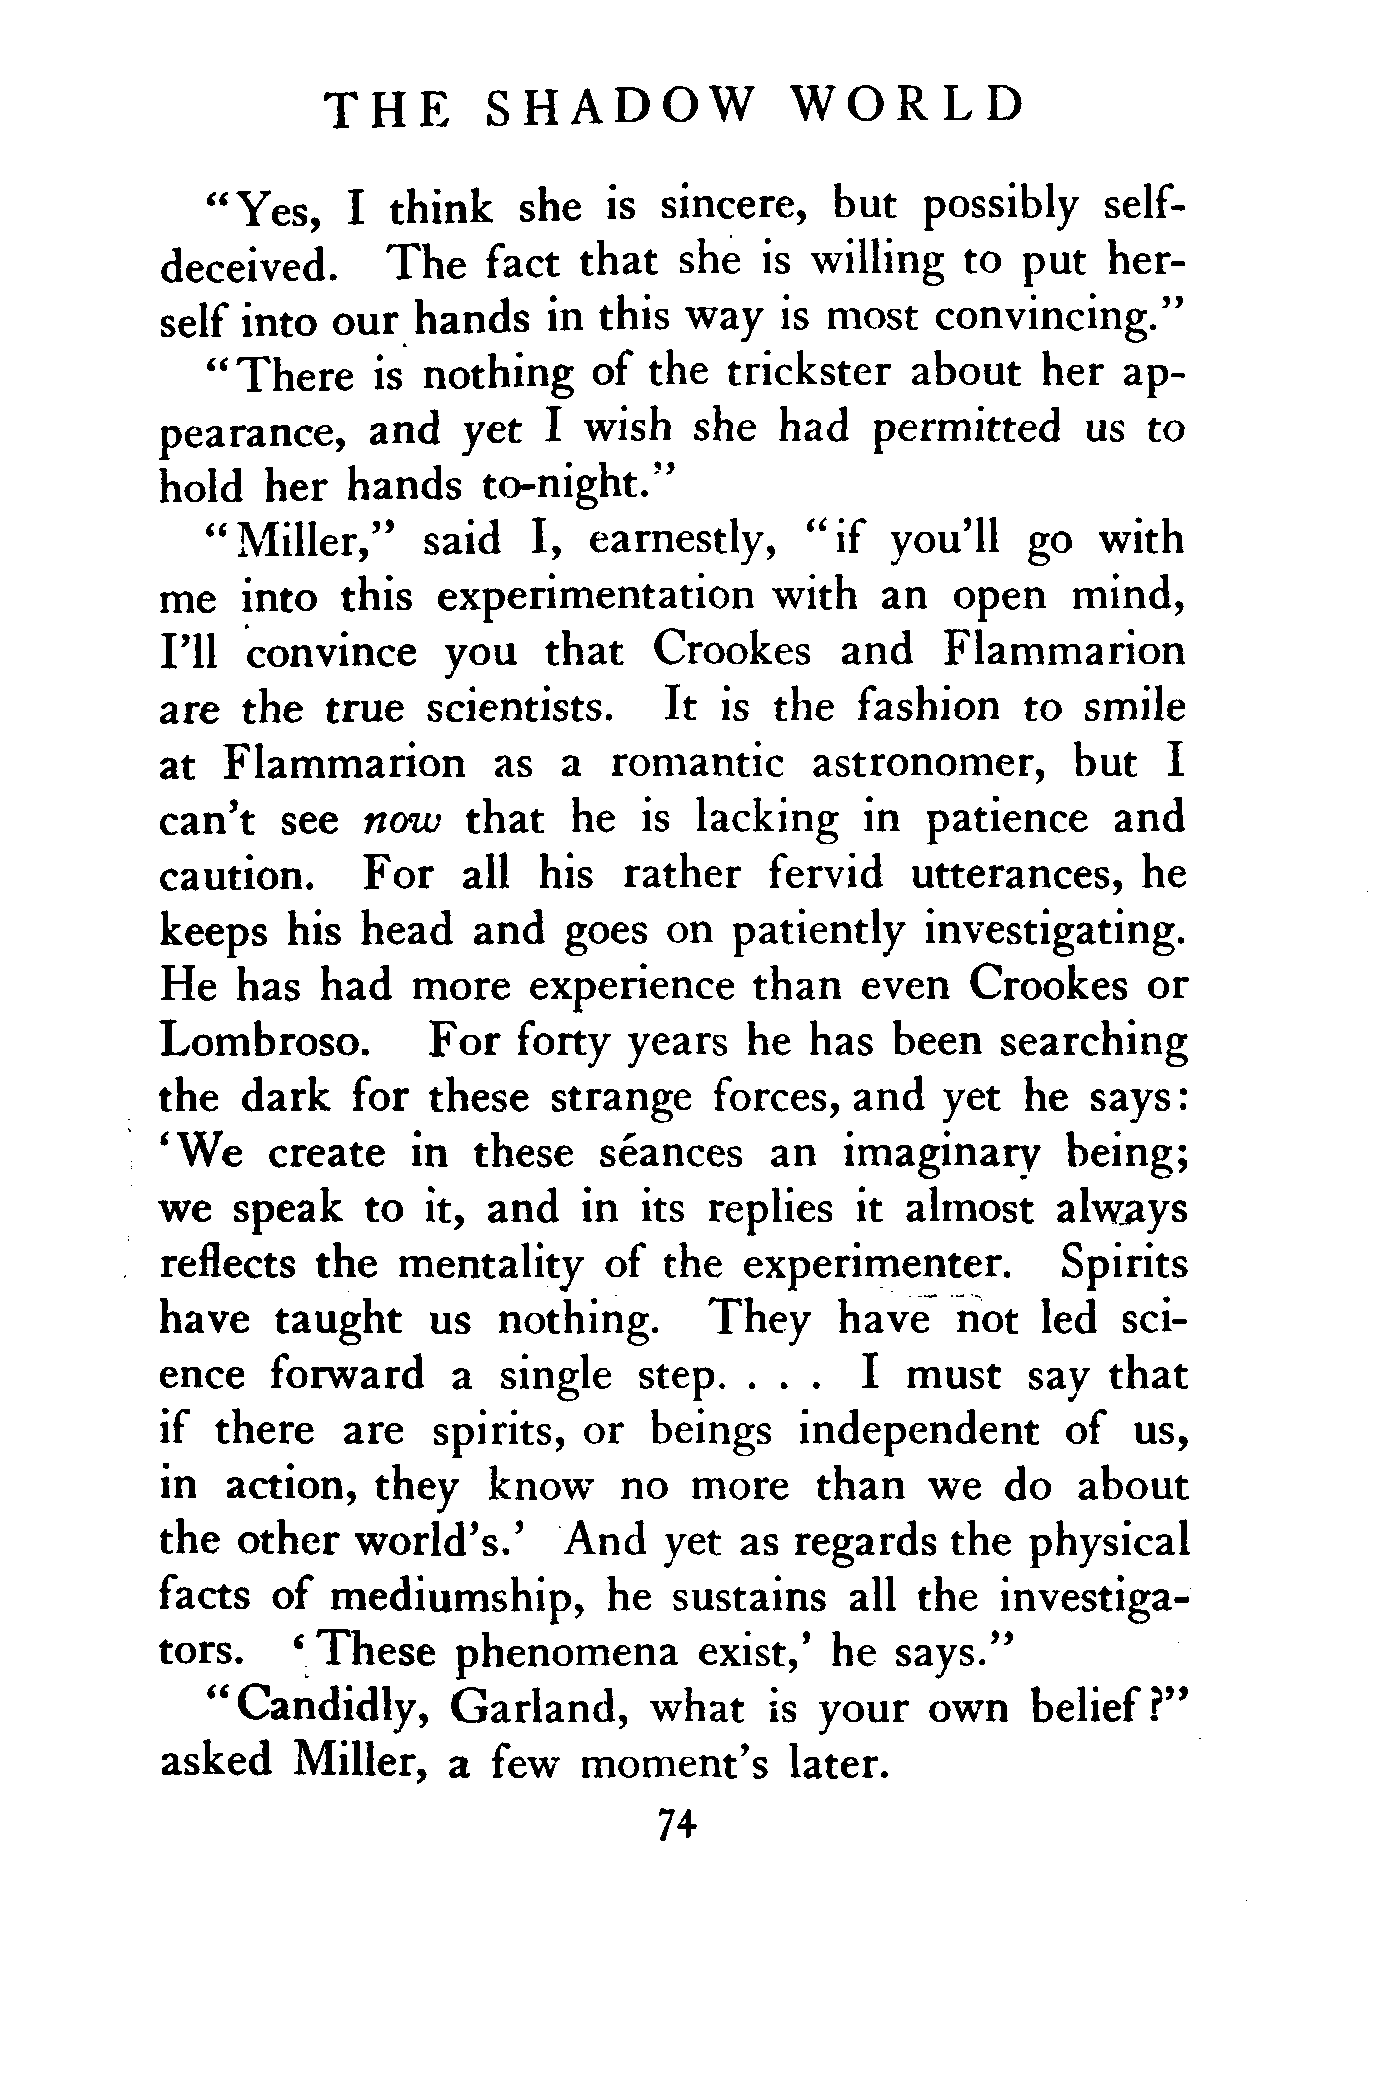 THE SHADOW WORLD
"Yes, I think she is sincere, but possibly self-
deceived. The fact that she is willing to put her-
self into our hands in this way is most convincing."
"There is nothing of the trickster about her ap-
pearance, and yet I wish she had permitted us to
hold her hands to-night."
"Miller," said I, earnestly, "if you'll go with
me into this experimentation with an open mind,
I'll convince you that Crookes and Flammarion
are the true scientists. It is the fashion to smile
at Flammarion as a romantic astronomer, but I
can't see now that he is lacking in patience and
caution. For all his rather fervid utterances, he
keeps his head and goes on patiently investigating.
He has had more experience than even Crookes or
Lombroso. For forty years he has been searching
the dark for these strange forces, and yet he says:
'We create in these séances an imaginary being;
we speak to it, and in its replies it almost always
reflects the mentality of the experimenter. Spirits
have taught us nothing. They have not led sci-
ence forward a single step. . . . I must say that
if there are spirits, or beings independent of us,
in action, they know no more than we do about
the other world's.' And yet as regards the physical
facts of mediumship, he sustains all the investiga-
tors. 'These phenomena exist,' he says."
"Candidly, Garland, what is your own belief?"
asked Miller, a few moment's later.
74